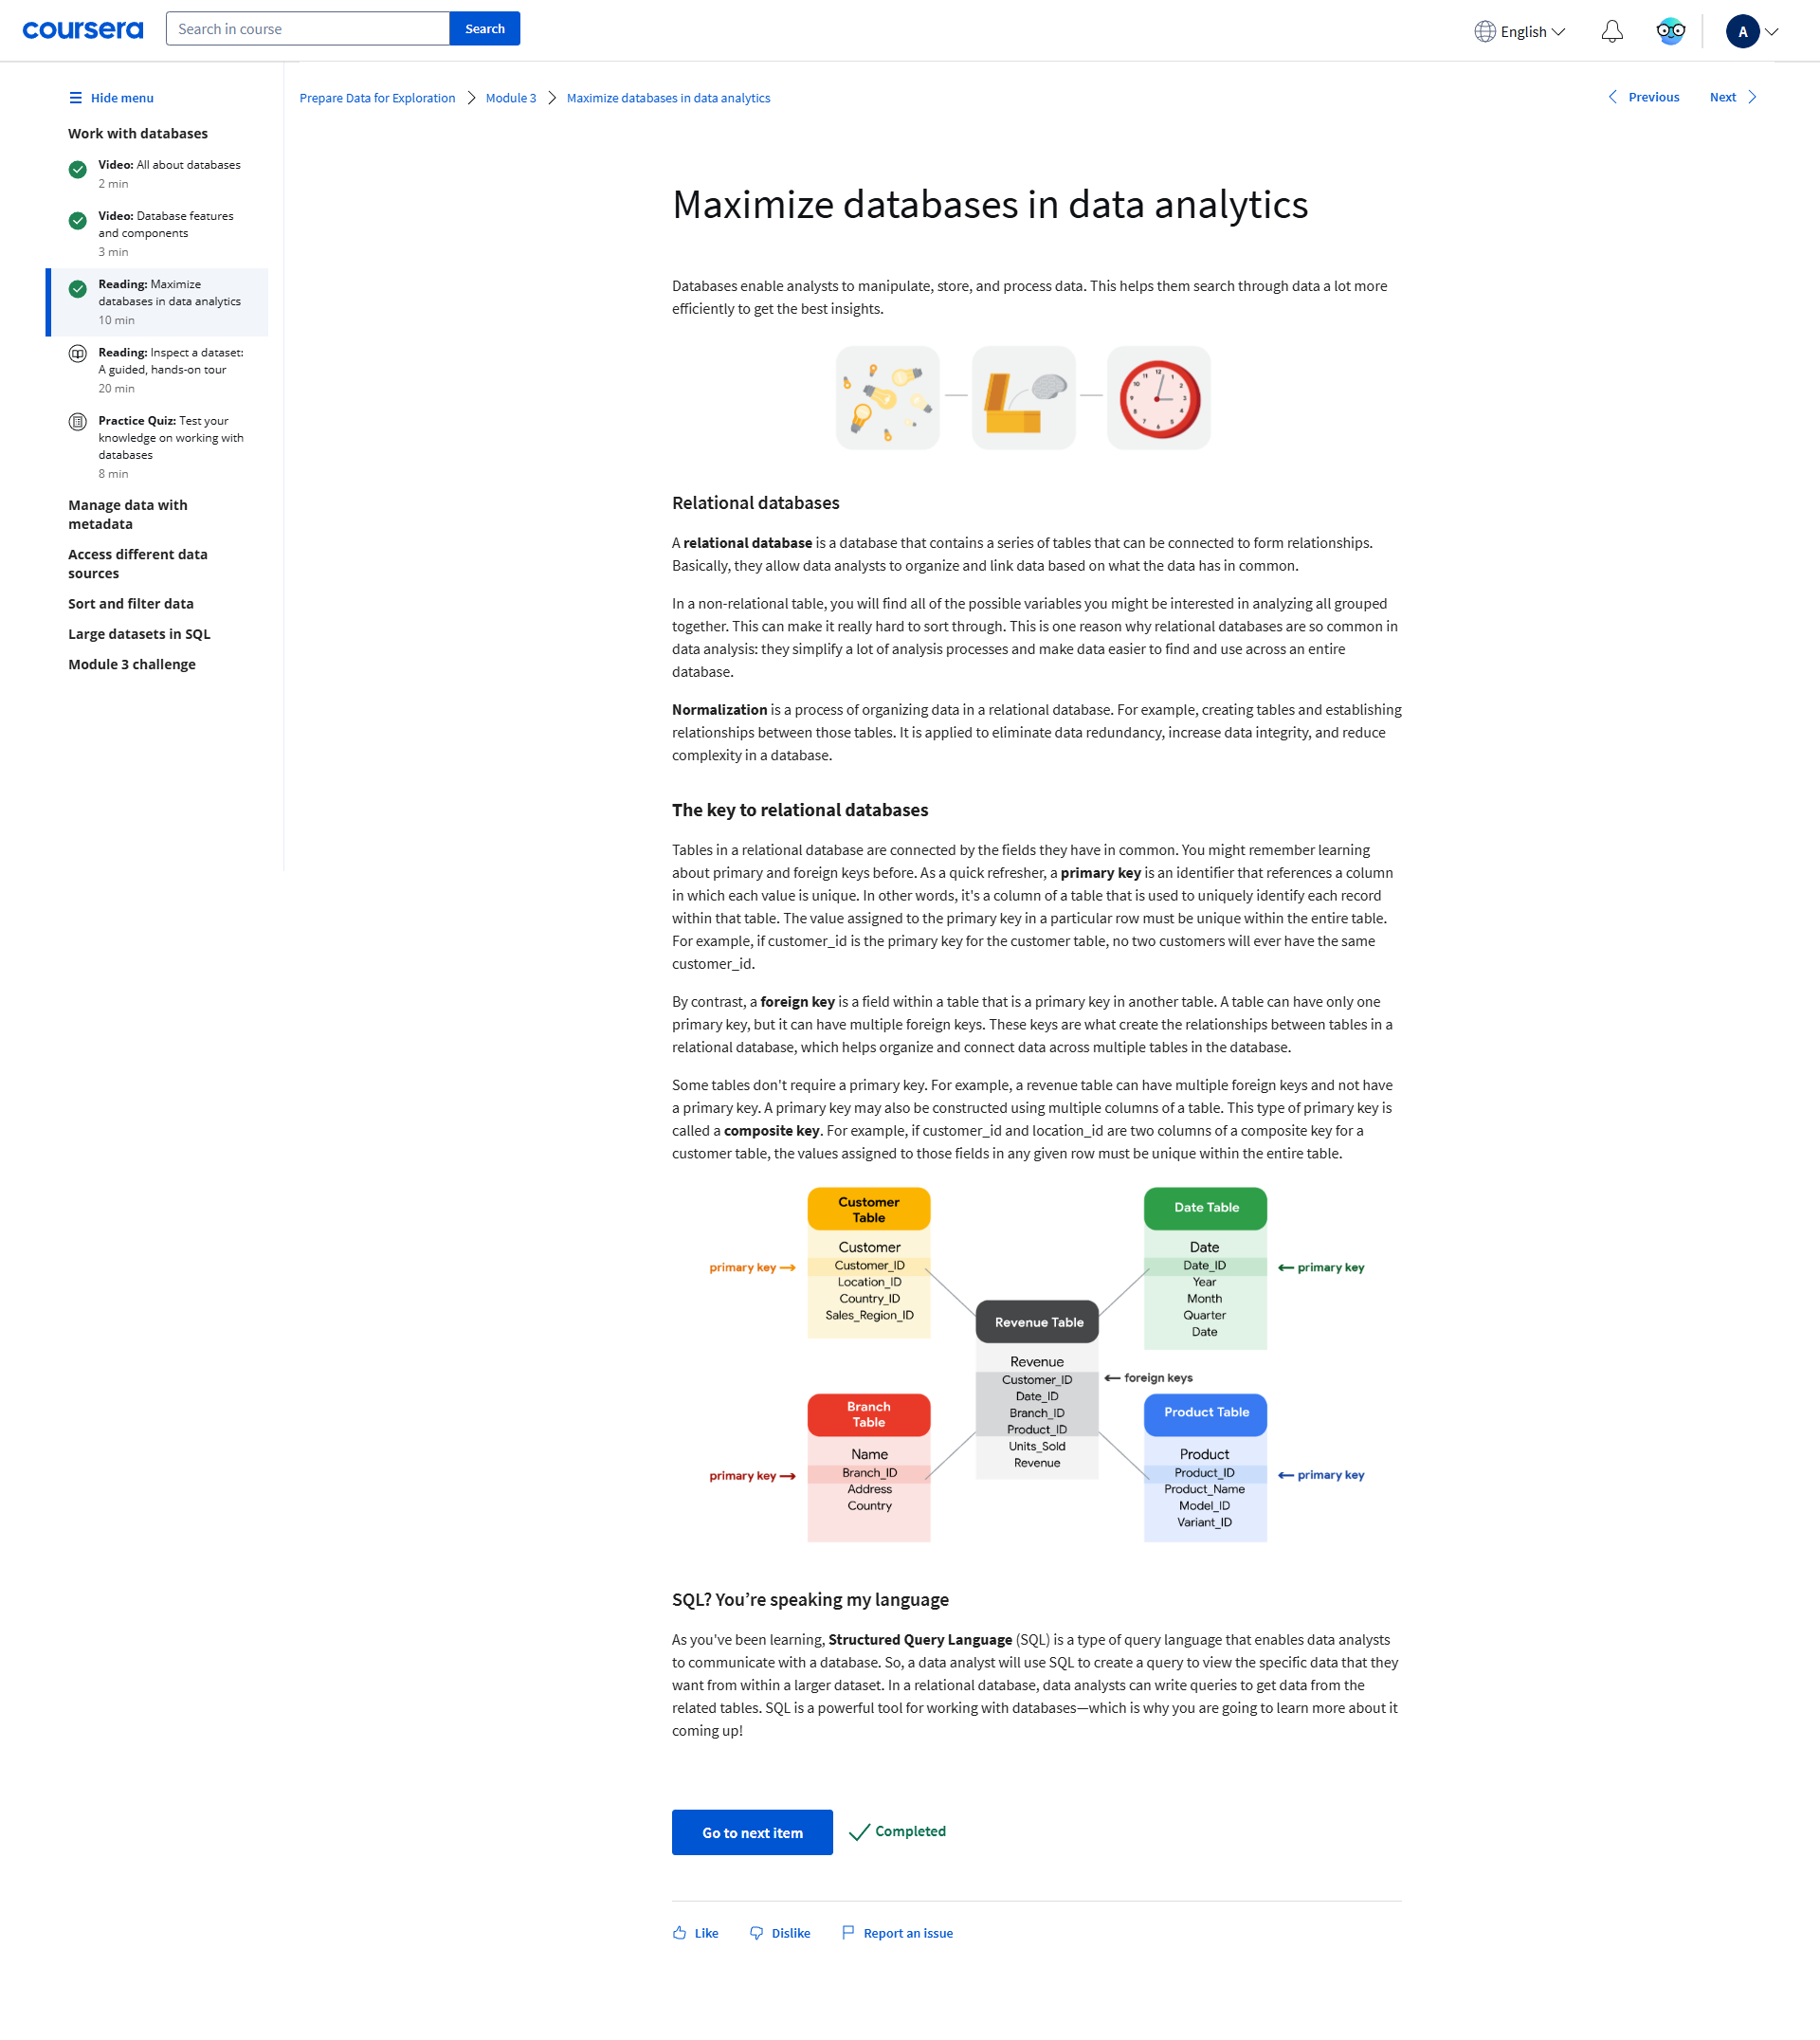 coursera
Search in course
Search
English
A
Hide menu
Prepare Data for Exploration
Module 3
Maximize databases in data analytics
Previous
Next
Work with databases
Video: All about databases
2 min
Video: Database features
and components
3 min
Reading: Maximize
databases in data analytics
10 min
Reading: Inspect a dataset:
A guided, hands-on tour
20 min
Practice Quiz: Test your
knowledge on working with
databases
8 min
Manage data with
metadata
Access different data
sources
Sort and filter data
Large datasets in SQL
Module 3 challenge
Maximize databases in data analytics
Databases enable analysts to manipulate, store, and process data. This helps them search through data a lot more
efficiently to get the best insights.
12
1
2
3
4
5
6
7
8
9
10
11
Relational databases
A relational database is a database that contains a series of tables that can be connected to form relationships.
Basically, they allow data analysts to organize and link data based on what the data has in common.
In a non-relational table, you will find all of the possible variables you might be interested in analyzing all grouped
together. This can make it really hard to sort through. This is one reason why relational databases are so common in
data analysis: they simplify a lot of analysis processes and make data easier to find and use across an entire
database.
Normalization is a process of organizing data in a relational database. For example, creating tables and establishing
relationships between those tables. It is applied to eliminate data redundancy, increase data integrity, and reduce
complexity in a database.
The key to relational databases
Tables in a relational database are connected by the fields they have in common. You might remember learning
about primary and foreign keys before. As a quick refresher, a primary key is an identifier that references a column
in which each value is unique. In other words, it's a column of a table that is used to uniquely identify each record
within that table. The value assigned to the primary key in a particular row must be unique within the entire table.
For example, if customer_id is the primary key for the customer table, no two customers will ever have the same
customer_id.
By contrast, a foreign key is a field within a table that is a primary key in another table. A table can have only one
primary key, but it can have multiple foreign keys. These keys are what create the relationships between tables in a
relational database, which helps organize and connect data across multiple tables in the database.
Some tables don't require a primary key. For example, a revenue table can have multiple foreign keys and not have
a primary key. A primary key may also be constructed using multiple columns of a table. This type of primary key is
called a composite key. For example, if customer_id and location_id are two columns of a composite key for a
customer table, the values assigned to those fields in any given row must be unique within the entire table.
Customer
Table
Customer
primary key
Customer_ID
Location_ID
Country_ID
Sales_Region_ID
Date Table
Date
Date_ID
primary key
Year
Month
Quarter
Date
Revenue Table
Revenue
Customer_ID
foreign keys
Date_ID
Branch_ID
Product_ID
Units_Sold
Revenue
Branch
Table
Name
primary key
Branch_ID
Address
Country
Product Table
Product
Product_ID
primary key
Product_Name
Model_ID
Variant_ID
SQL? You’re speaking my language
As you've been learning, Structured Query Language (SQL) is a type of query language that enables data analysts
to communicate with a database. So, a data analyst will use SQL to create a query to view the specific data that they
want from within a larger dataset. In a relational database, data analysts can write queries to get data from the
related tables. SQL is a powerful tool for working with databases—which is why you are going to learn more about it
coming up!
Go to next item
Completed
Like
Dislike
Report an issue